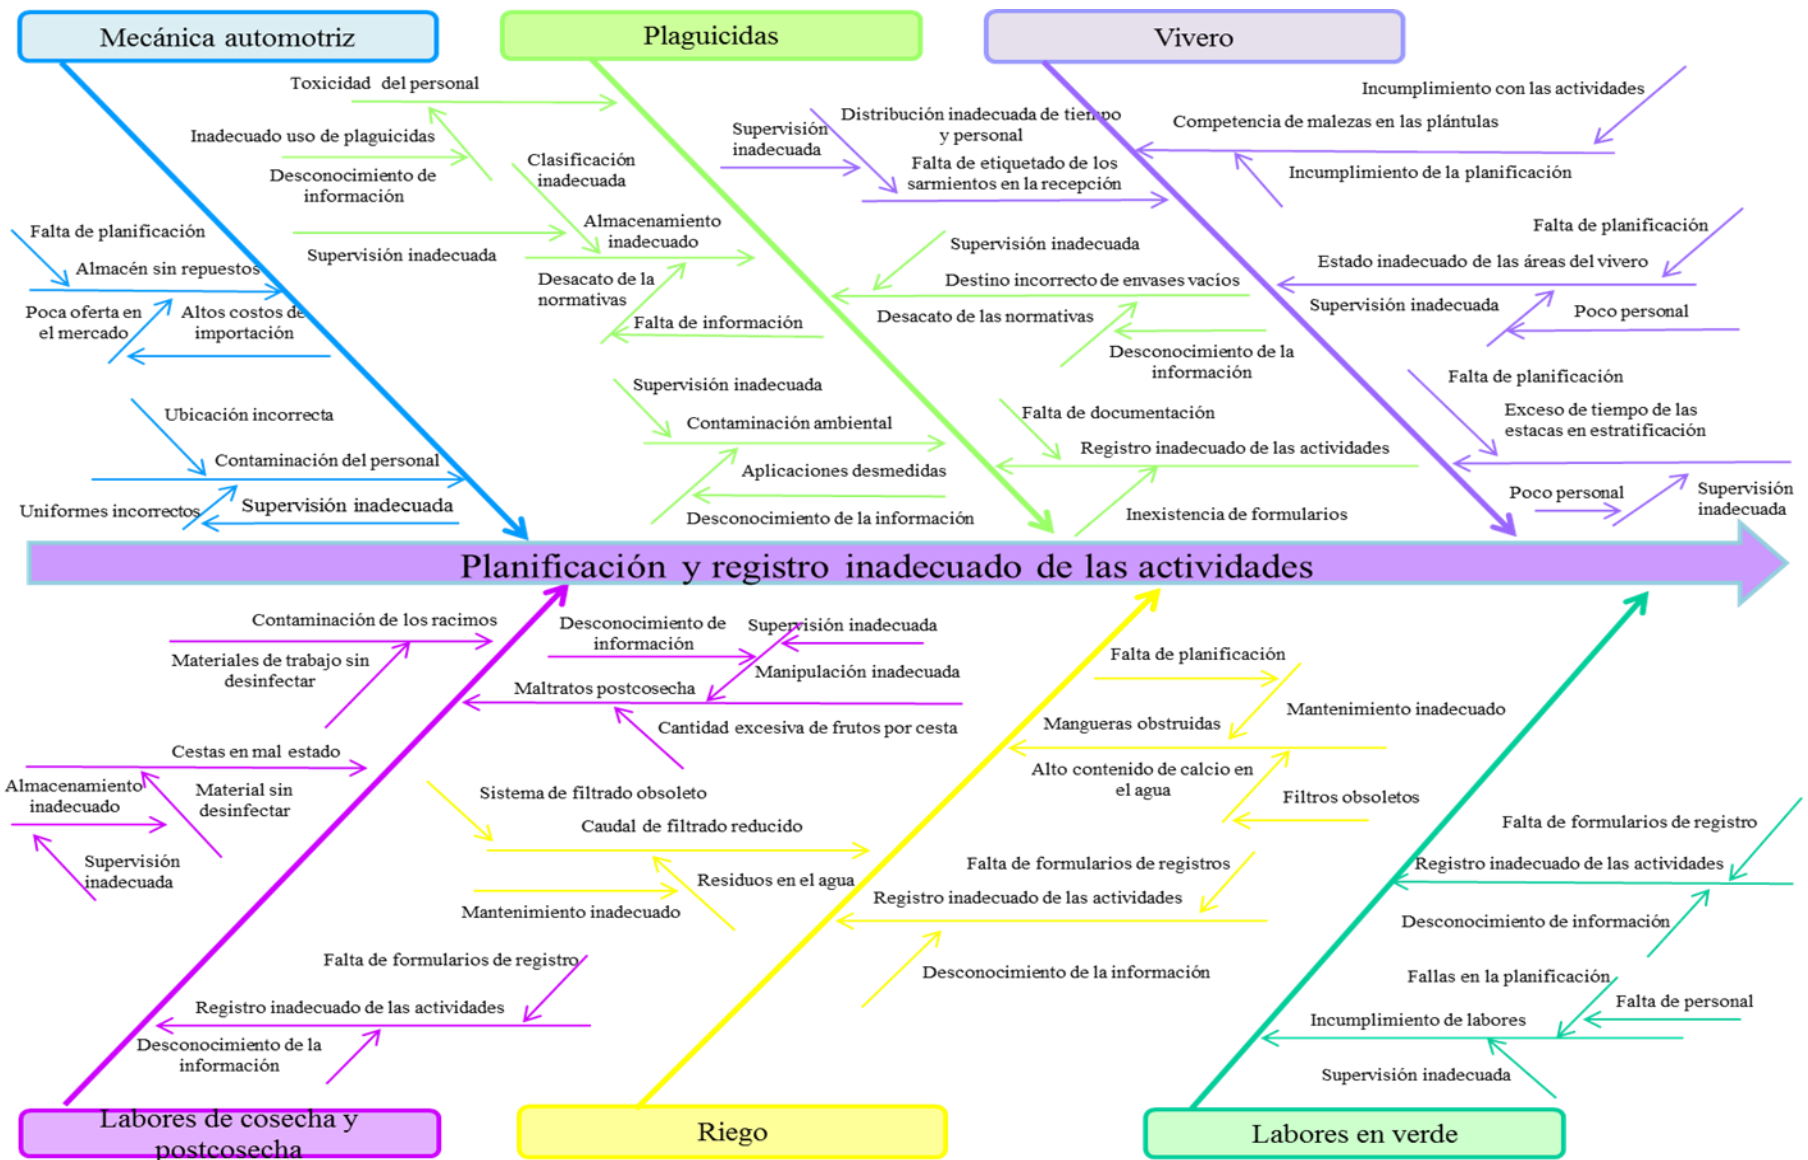 Mecánica automotriz
Plaguicidas
Vivero
Toxicidad del personal
Inadecuado uso de plaguicidas
Desconocimiento de
información
Supervisión inadecuada
Clasificación
inadecuada
Almacenamiento
inadecuado
Desacato de la
normativas
Falta de información
Supervisión inadecuada
Contaminación ambiental
Aplicaciones desmedidas
Desconocimiento de la información
Falta de planificación
Almacén sin repuestos
Poca oferta en
el mercado
Altos costos de
importación
Ubicación incorrecta
Contaminación del personal
Uniformes incorrectos
Supervisión inadecuada
Supervisión
inadecuada
Distribución inadecuada de tiempo
y personal
Falta de etiquetado de los
sarmientos en la recepción
Supervisión inadecuada
Destino incorrecto de envases vacíos
Desacato de las normativas
Desconocimiento de la
información
Falta de documentación
Registro inadecuado de las actividades
Inexistencia de formularios
Incumplimiento con las actividades
Competencia de malezas en las plántulas
Incumplimiento de la planificación
Falta de planificación
Estado inadecuado de las áreas del vivero
Supervisión inadecuada
Poco personal
Falta de planificación
Exceso de tiempo de las
estacas en estratificación
Poco personal
Supervisión
inadecuada
Planificación y registro inadecuado de las actividades
Contaminación de los racimos
Materiales de trabajo sin
desinfectar
Cestas en mal estado
Almacenamiento
inadecuado
Material sin
desinfectar
Supervisión
inadecuada
Desconocimiento de
información
Supervisión inadecuada
Manipulación inadecuada
Maltratos postcosecha
Cantidad excesiva de frutos por cesta
Falta de formularios de registro
Registro inadecuado de las actividades
Desconocimiento de la
información
Sistema de filtrado obsoleto
Caudal de filtrado reducido
Residuos en el agua
Mantenimiento inadecuado
Falta de planificación
Mantenimiento inadecuado
Mangueras obstruidas
Alto contenido de calcio en
el agua
Filtros obsoletos
Falta de formularios de registros
Registro inadecuado de las actividades
Desconocimiento de la información
Falta de formularios de registro
Registro inadecuado de las actividades
Desconocimiento de información
Fallas en la planificación
Falta de personal
Incumplimiento de labores
Supervisión inadecuada
Labores de cosecha y
postcosecha
Riego
Labores en verde